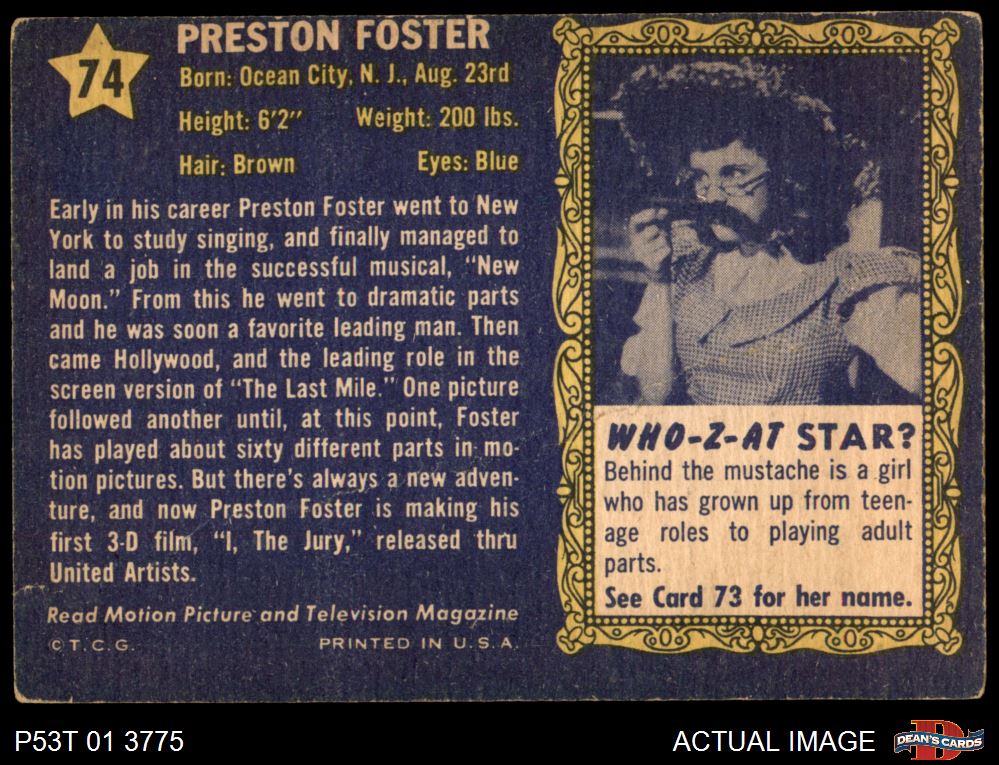 74
PRESTON FOSTER
Born: Ocean City, N. J., Aug. 23rd
Height: 6'2" Weight: 200 lbs.
Hair: Brown Eyes: Blue
Early in his career Preston Foster went to New
York to study singing, and finally managed to
land a job in the successful musical, "New
Moon." From this he went to dramatic parts
and he was soon a favorite leading man. Then
came Hollywood, and the leading role in the
screen version of "The Last Mile." One picture
followed another until, at this point, Foster
has played about sixty different parts in mo-
tion pictures. But there's always a new adven-
ture, and now Preston Foster is making his
first 3-D film, "I, The Jury," released thru
United Artists.
Read Motion Picture and Television Magazine
© T. C. G. PRINTED IN U. S. A.
WHO-Z-AT STAR?
Behind the mustache is a girl
who has grown up from teen-
age roles to playing adult
parts.
See Card 73 for her name.
P53T 01 3775
ACTUAL IMAGE
D
DEAN'S CARDS